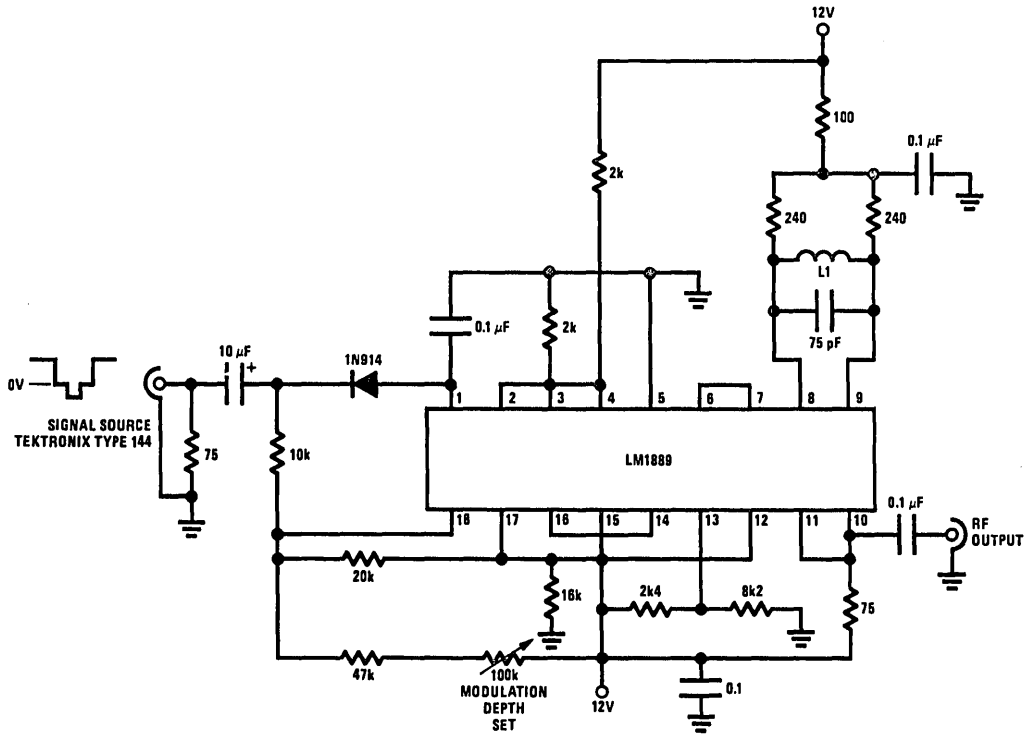 12V
100
0.1 µF
2k
240
240
L1
75 pF
0.1 µF
2k
10 µF
+
1N914
0V
SIGNAL SOURCE
TEKTRONIX TYPE 144
75
10k
1 2 3 4 5 6 7 8 9
LM1889
18 17 16 15 14 13 12 11 10
0.1 µF
RF
OUTPUT
20k
16k
2k4
8k2
75
47k
100k
MODULATION
DEPTH
SET
12V
0.1